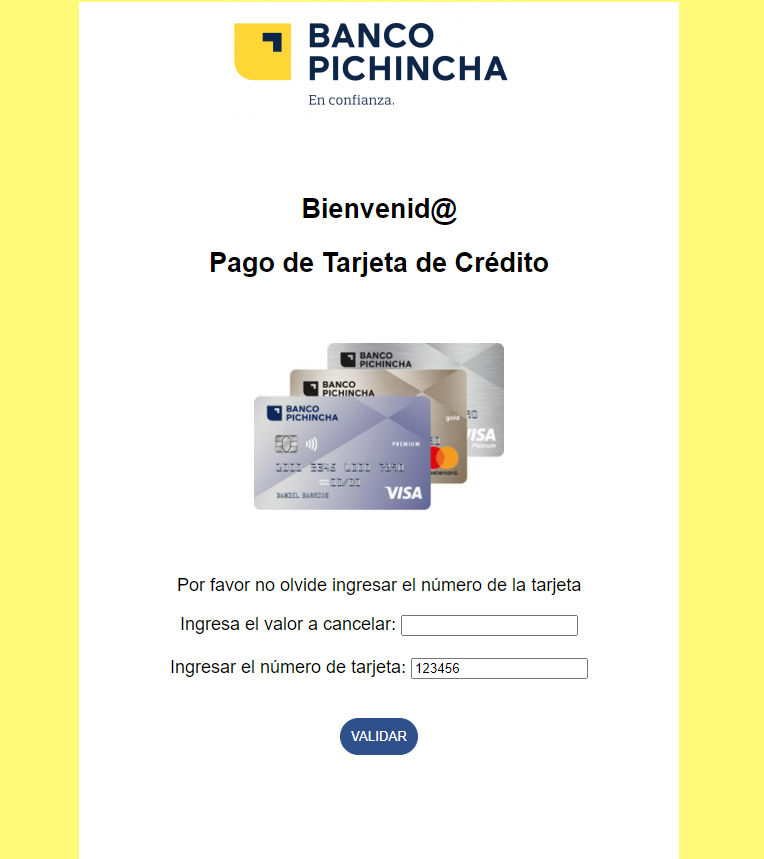 BANCO
PICHINCHA
En confianza.
Bienvenid@
Pago de Tarjeta de Crédito
BANCO
PICHINCHA
VISA
Platinum
BANCO
PICHINCHA
gold
BANCO
PICHINCHA
PREMIUM
VISA
Por favor no olvide ingresar el número de la tarjeta
Ingresa el valor a cancelar:
Ingresar el número de tarjeta: 123456
VALIDAR